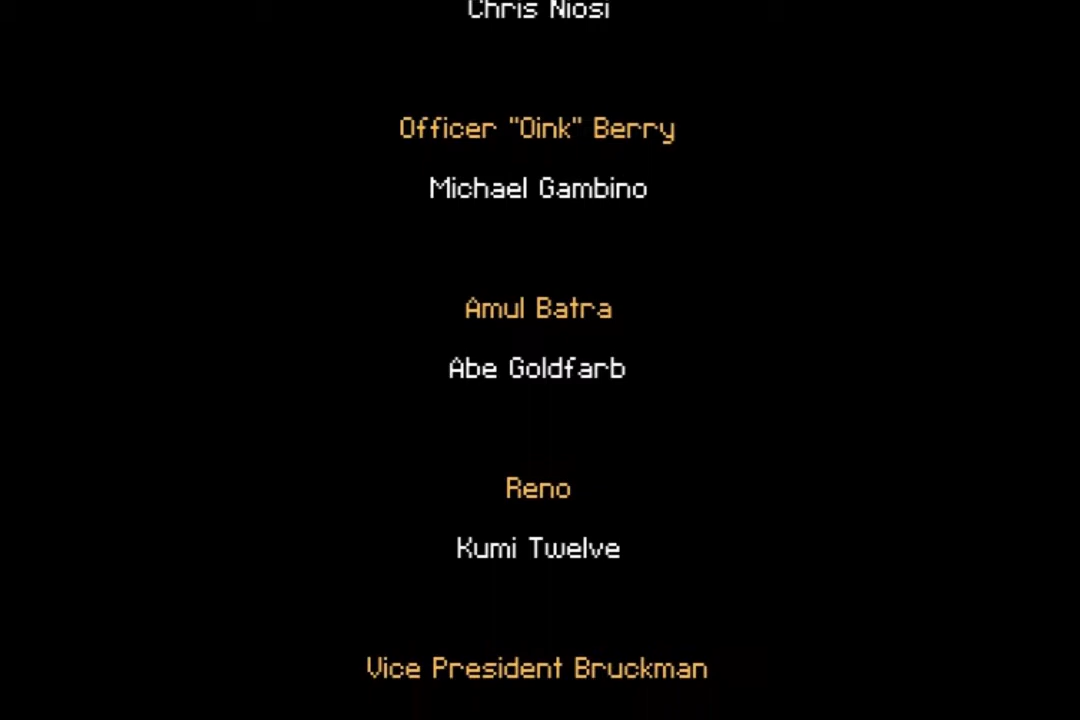 Chris Niosi
Officer "Oink" Berry
Michael Gambino
Amul Batra
Abe Goldfarb
Reno
Kumi Twelve
Vice President Bruckman